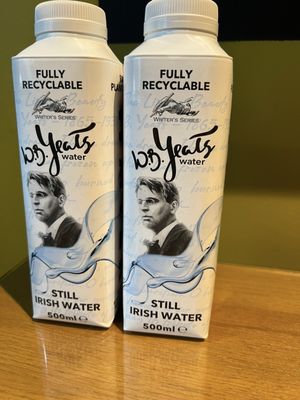 FULLY
RECYCLABLE
WRITER'S SERIES
W.B. Yeats
water
STILL
IRISH WATER
500ml e
FULLY
RECYCLABLE
WRITER'S SERIES
W.B. Yeats
water
STILL
IRISH WATER
500ml e